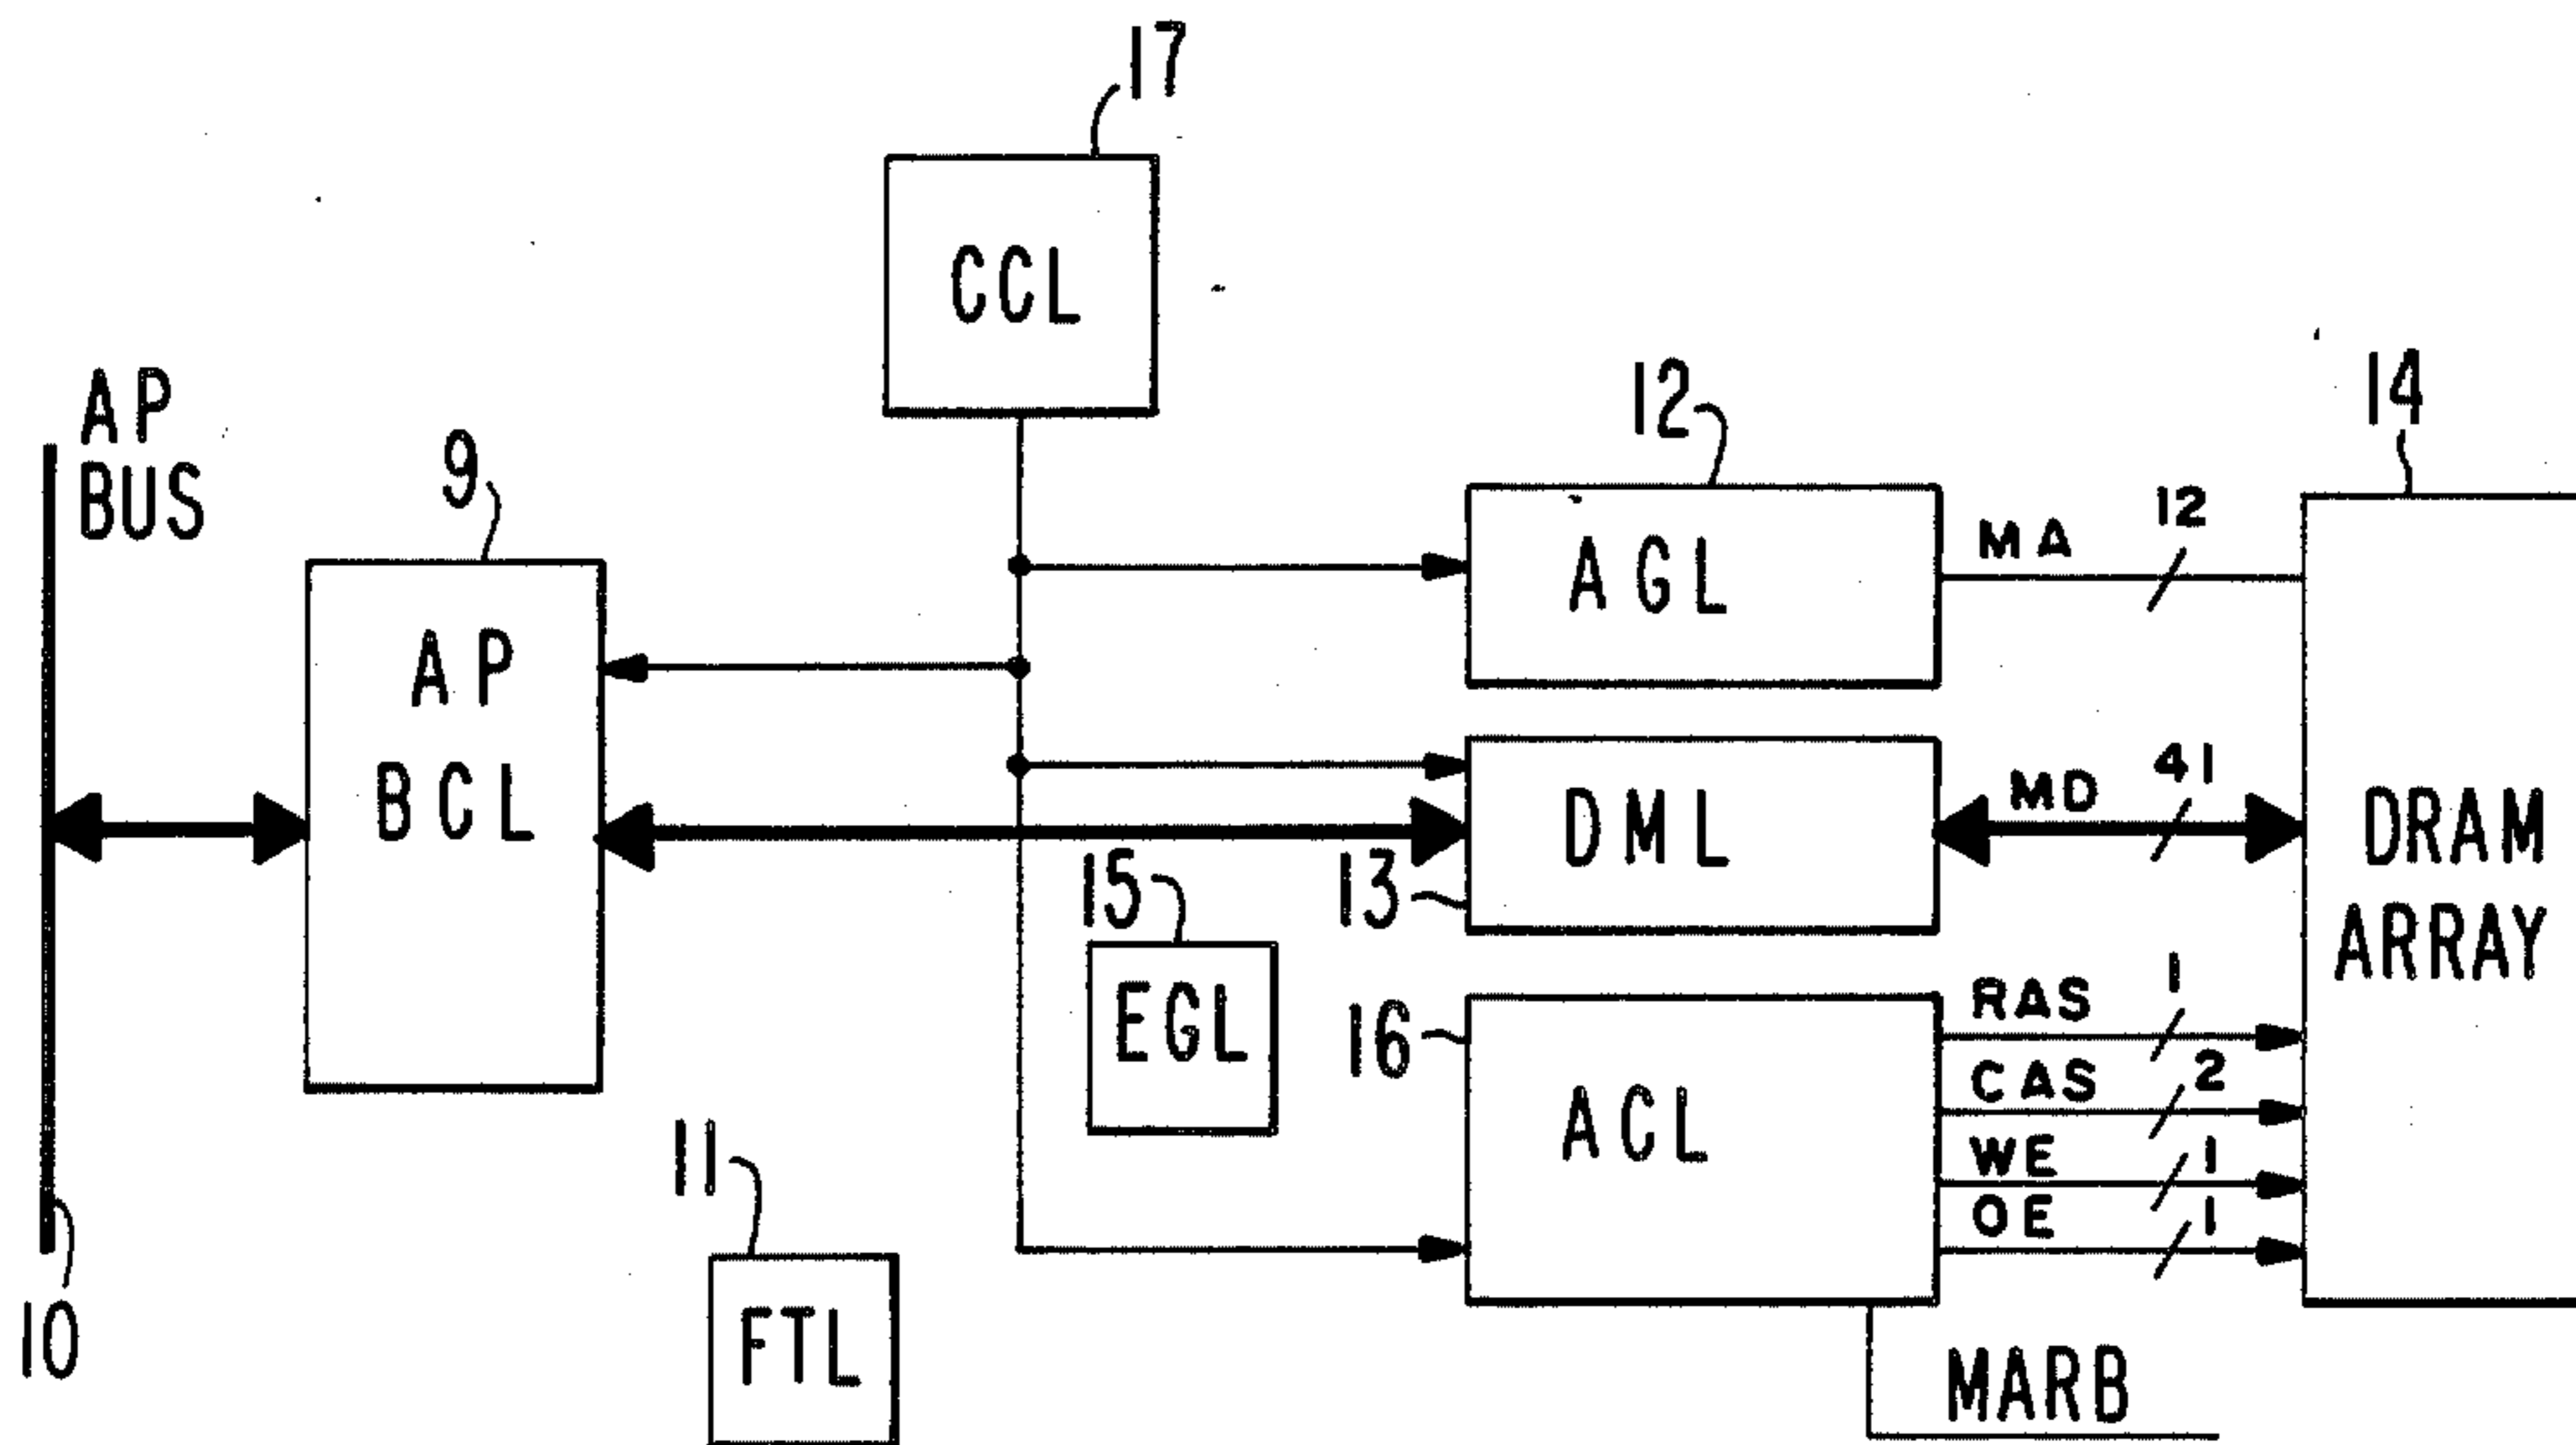 17
CCL
AP
BUS
9
12
14
AGL
MA
12
AP
BCL
DML
MD
41
DRAM
ARRAY
15
13
EGL
16
ACL
RAS
1
CAS
2
WE
1
OE
1
11
FTL
10
MARB